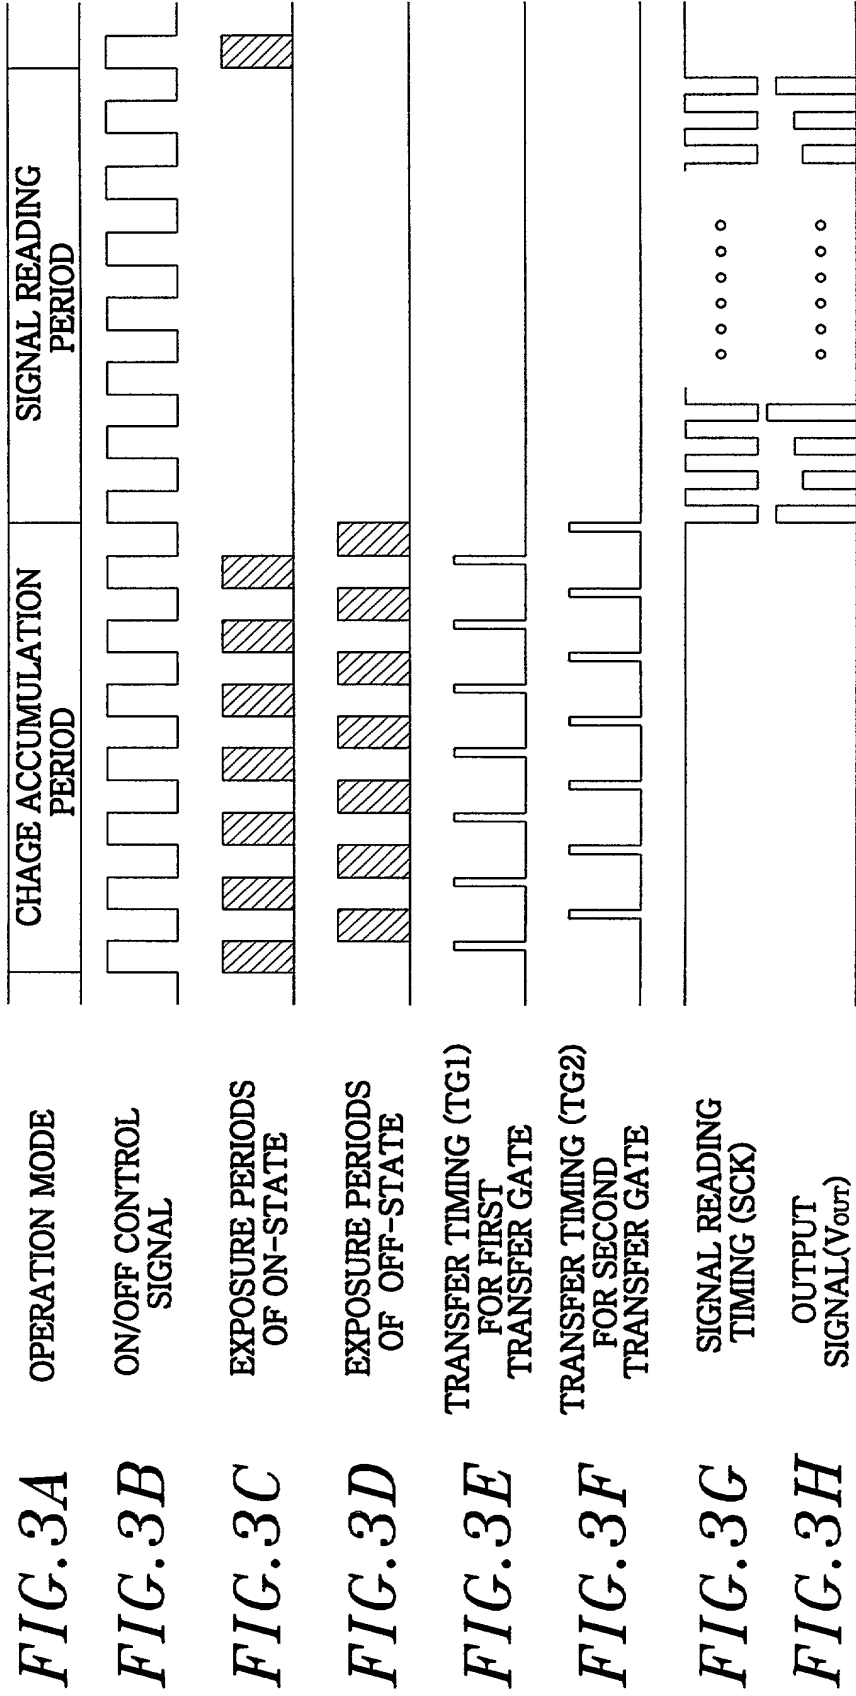 FIG.3A
OPERATION MODE
CHAGE ACCUMULATION
PERIOD
SIGNAL READING
PERIOD
FIG.3B
ON/OFF CONTROL
SIGNAL
FIG.3C
EXPOSURE PERIODS
OF ON-STATE
FIG.3D
EXPOSURE PERIODS
OF OFF-STATE
FIG.3E
TRANSFER TIMING (TG1)
FOR FIRST
TRANSFER GATE
FIG.3F
TRANSFER TIMING (TG2)
FOR SECOND
TRANSFER GATE
FIG.3G
SIGNAL READING
TIMING (SCK)
FIG.3H
OUTPUT
SIGNAL(VOUT)